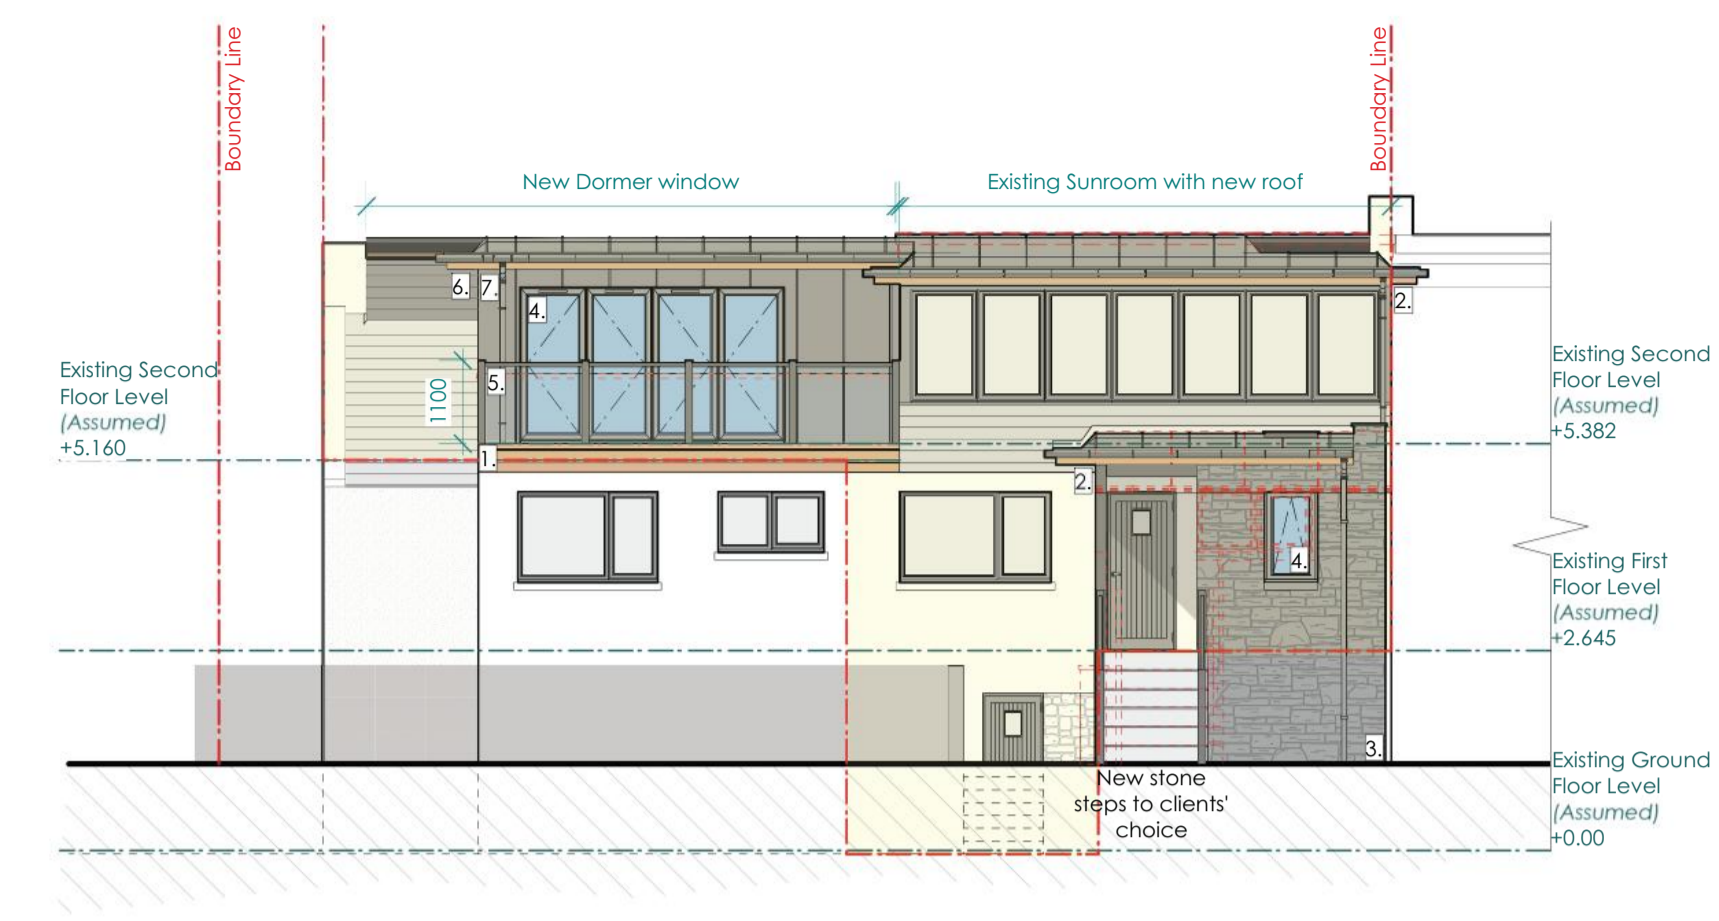 Boundary Line
Boundary Line
New Dormer window
Existing Sunroom with new roof
6.
7.
4.
2.
Existing Second
Floor Level
(Assumed)
+5.160
1100
5.
1.
Existing Second
Floor Level
(Assumed)
+5.382
2.
4.
Existing First
Floor Level
(Assumed)
+2.645
3.
New stone
steps to clients'
choice
Existing Ground
Floor Level
(Assumed)
+0.00